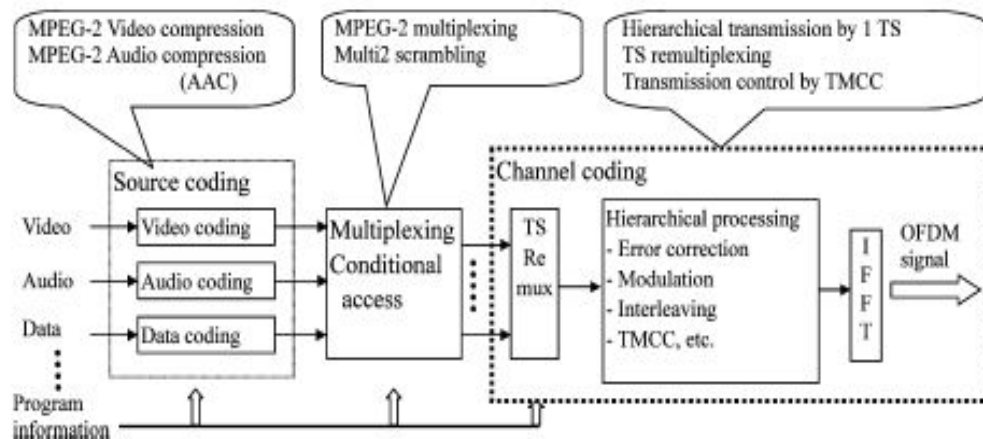 MPEG-2 Video compression
MPEG-2 Audio compression
(AAC)
MPEG-2 multiplexing
Multi2 scrambling
Hierarchical transmission by 1 TS
TS remultiplexing
Transmission control by TMCC
Source coding
Video
Video coding
Audio
Audio coding
Data
Data coding
Program
information
Multiplexing
Conditional
access
Channel coding
TS
Re
mux
Hierarchical processing
- Error correction
- Modulation
- Interleaving
- TMCC, etc.
I
F
F
T
OFDM
signal